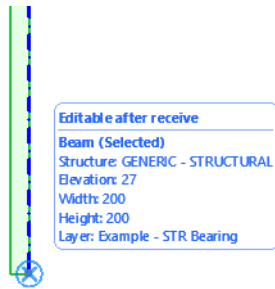 Editable after receive
Beam (Selected)
Structure: GENERIC - STRUCTURAL
Elevation: 27
Width: 200
Height: 200
Layer: Example - STR Bearing